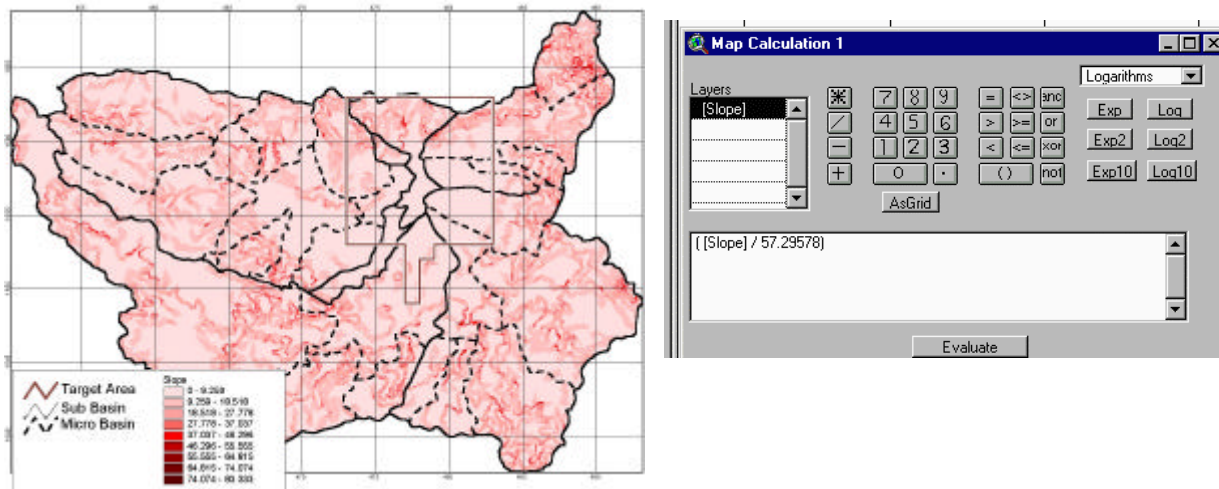 Target Area
Sub Basin
Micro Basin
Slope
0 - 9.259
9.259 - 18.518
18.518 - 27.778
27.778 - 37.037
37.037 - 46.296
46.296 - 55.555
55.555 - 64.815
64.815 - 74.074
74.074 - 83.333
Map Calculation 1
Layers
[Slope]
7 8 9 = <> and
/ 4 5 6 > >= or
- 1 2 3 < <= xor
+ 0 . ( ) not
AsGrid
Logarithms
Exp Log
Exp2 Log2
Exp10 Log10
( [Slope] / 57.29578)
Evaluate